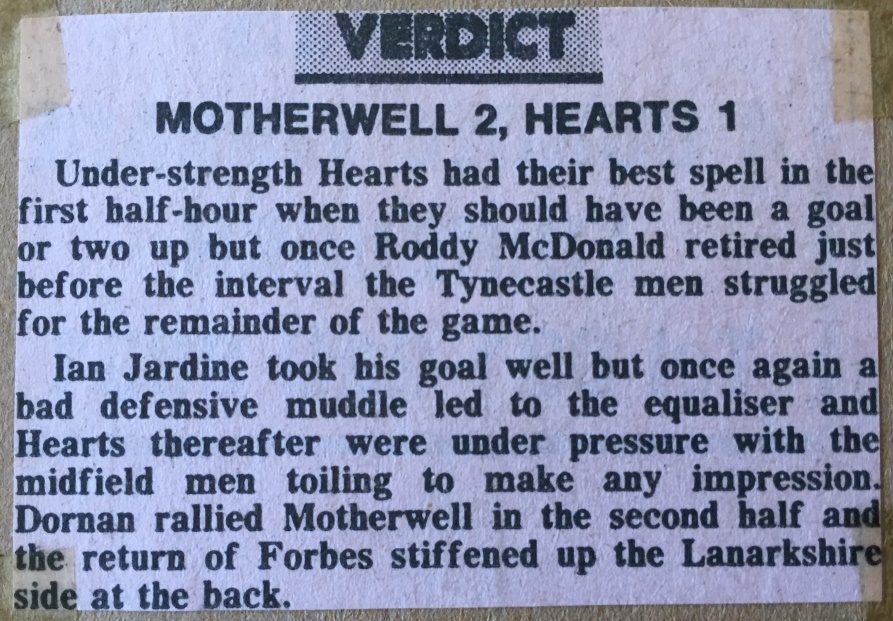 VERDICT
MOTHERWELL 2, HEARTS 1
Under-strength Hearts had their best spell in the
first half-hour when they should have been a goal
or two up but once Roddy McDonald retired just
before the interval the Tynecastle men struggled
for the remainder of the game.
Ian Jardine took his goal well but once again a
bad defensive muddle led to the equaliser and
Hearts thereafter were under pressure with the
midfield men toiling to make any impression.
Dornan rallied Motherwell in the second half and
the return of Forbes stiffened up the Lanarkshire
side at the back.